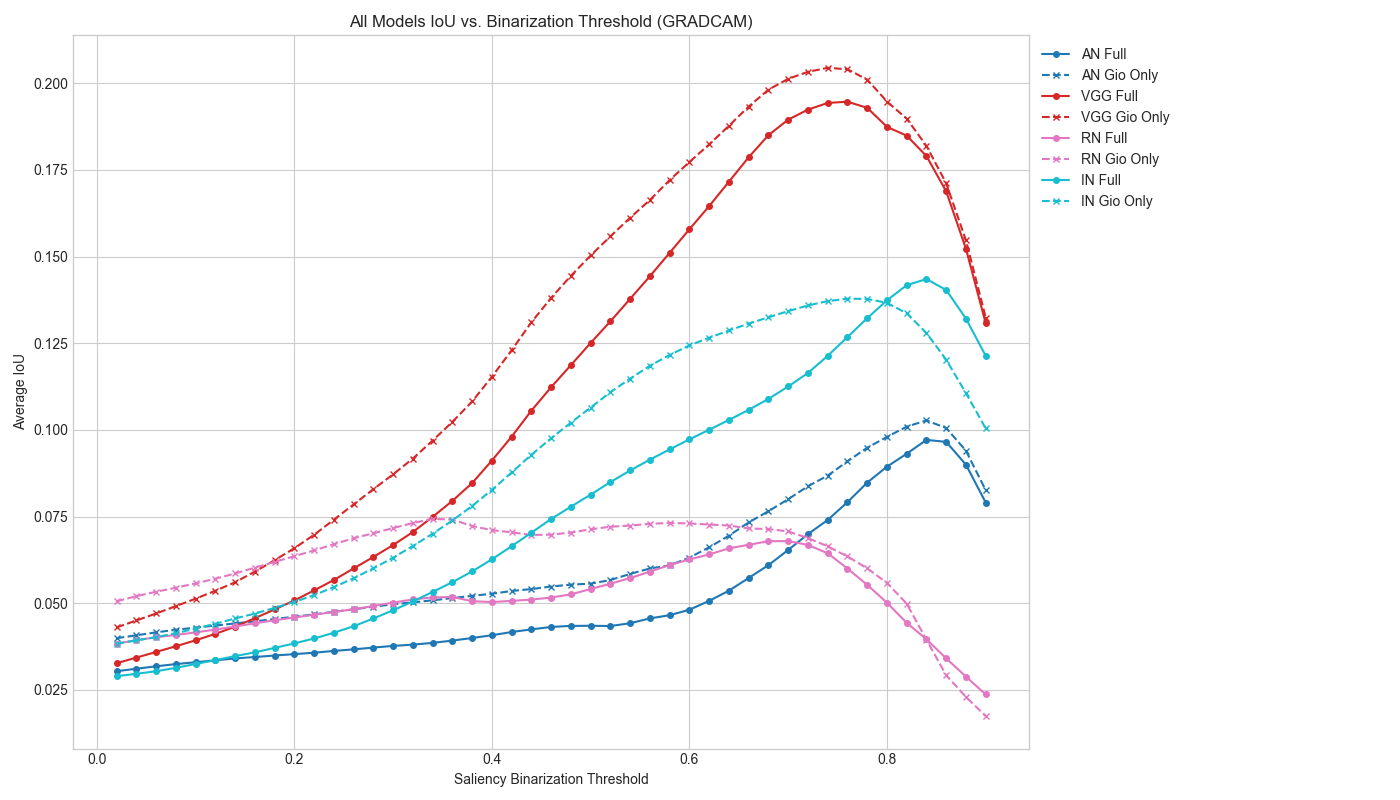 All Models IoU vs. Binarization Threshold (GRADCAM)
Average IoU
0.200
0.175
0.150
0.125
0.100
0.075
0.050
0.025
0.0 0.2 0.4 0.6 0.8
Saliency Binarization Threshold
AN Full
AN Gio Only
VGG Full
VGG Gio Only
RN Full
RN Gio Only
IN Full
IN Gio Only